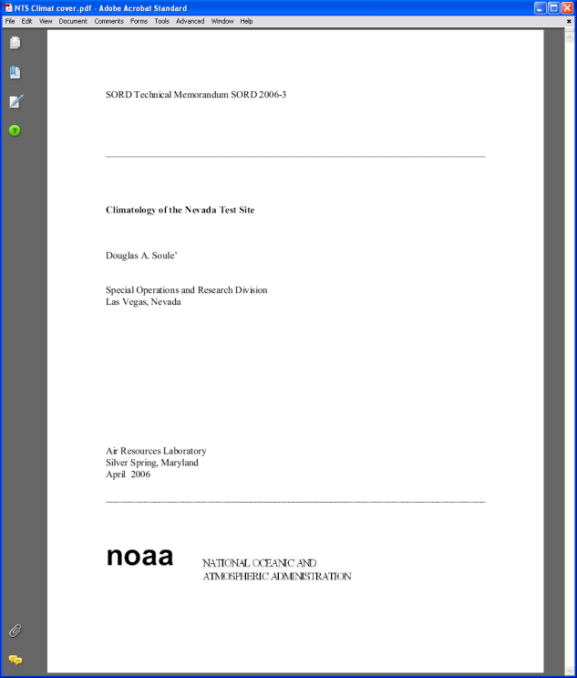 NTS Climat cover.pdf - Adobe Acrobat Standard
File Edit View Document Comments Forms Tools Advanced Window Help
SORD Technical Memorandum SORD 2006-3
Climatology of the Nevada Test Site
Douglas A. Soule’
Special Operations and Research Division
Las Vegas, Nevada
Air Resources Laboratory
Silver Spring, Maryland
April 2006
noaa
NATIONAL OCEANIC AND
ATMOSPHERIC ADMINISTRATION